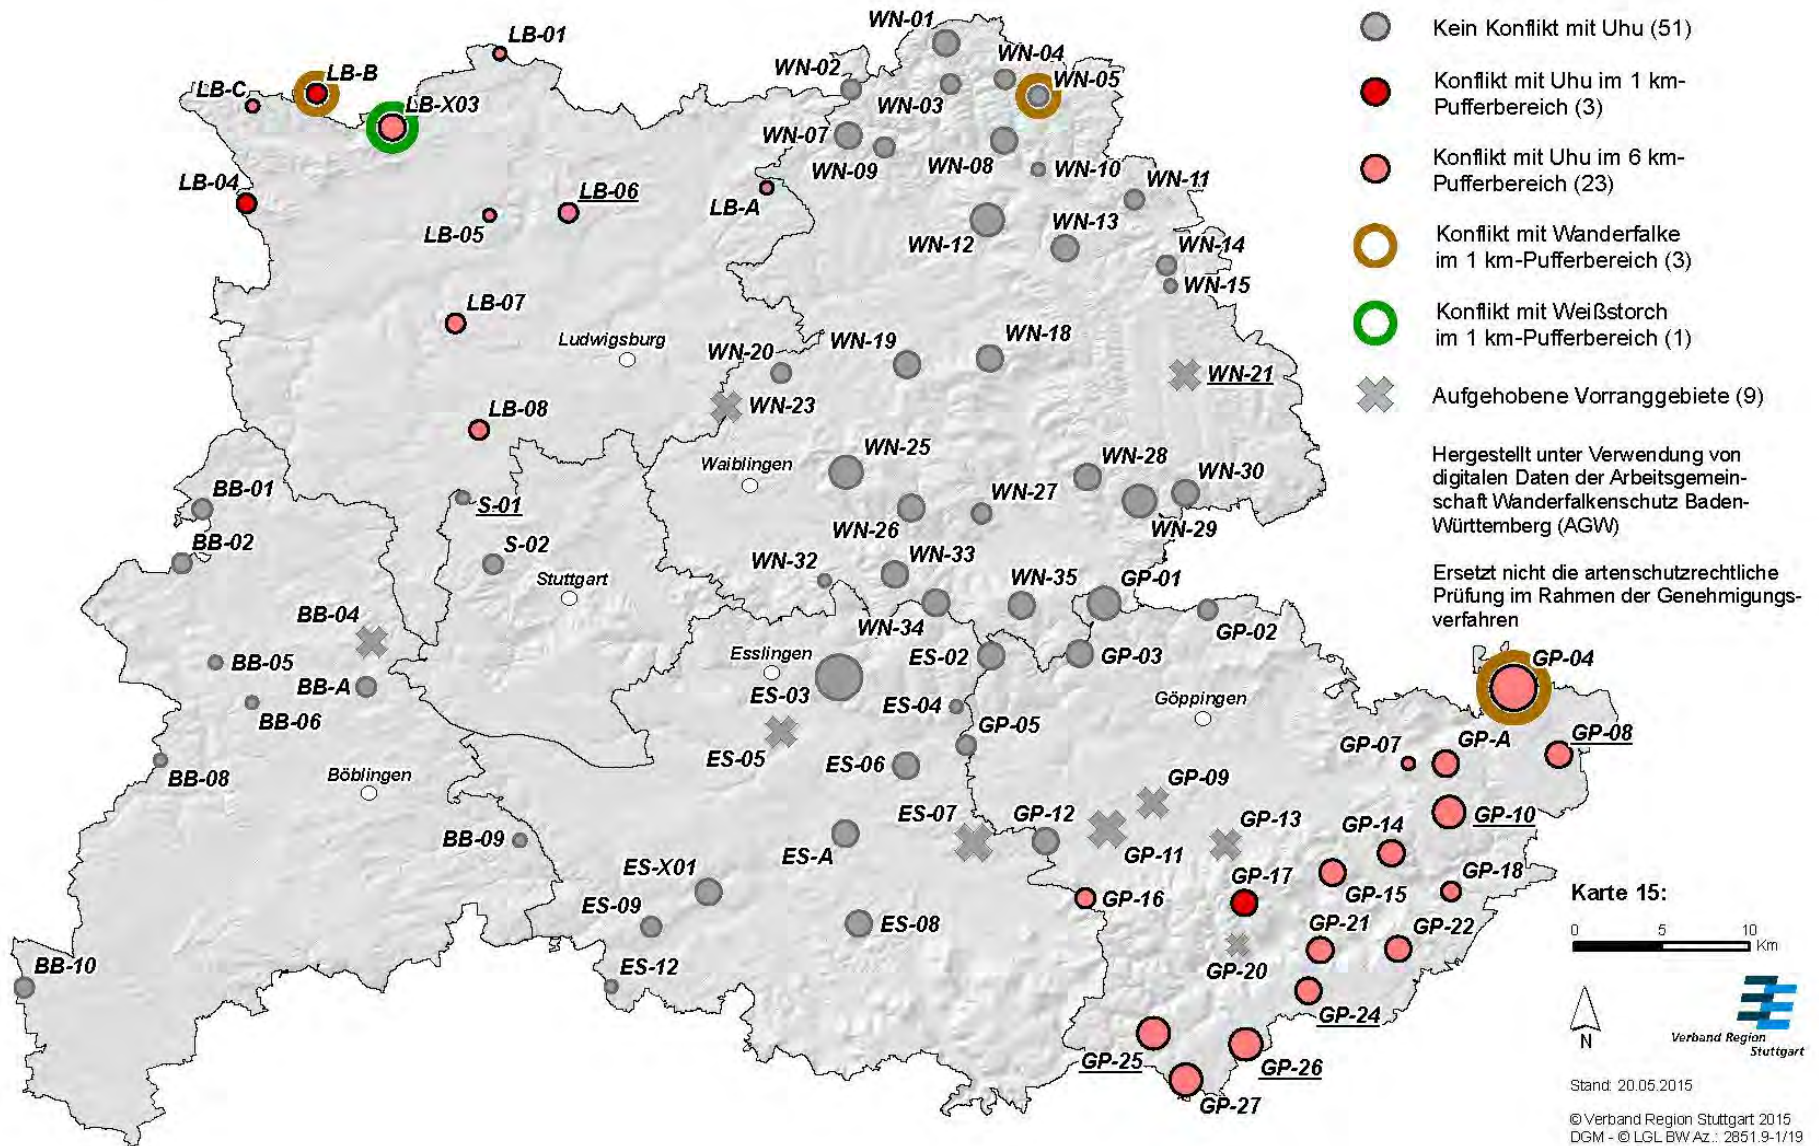 WN-01
LB-01
WN-04
WN-02
LB-B
WN-05
LB-C
WN-03
LB-X03
WN-07
WN-09
WN-08
WN-10
WN-11
LB-04
LB-06
LB-A
LB-05
WN-12
WN-13
WN-14
WN-15
LB-07
Ludwigsburg
WN-20
WN-19
WN-18
WN-21
WN-23
LB-08
WN-25
Waiblingen
WN-28
WN-30
BB-01
S-01
WN-27
WN-26
WN-29
BB-02
S-02
WN-33
WN-32
Stuttgart
WN-35
GP-01
BB-04
WN-34
GP-02
Esslingen
ES-02
GP-03
BB-05
BB-A
ES-03
Göppingen
GP-04
BB-06
ES-04
GP-05
GP-08
GP-A
GP-07
ES-05
ES-06
BB-08
Böblingen
GP-09
ES-07
GP-12
GP-13
GP-14
GP-10
BB-09
ES-A
GP-11
ES-X01
GP-17
GP-15
GP-18
GP-16
ES-09
ES-08
GP-21
GP-22
BB-10
ES-12
GP-20
GP-24
GP-25
GP-26
GP-27
Kein Konflikt mit Uhu (51)
Konflikt mit Uhu im 1 km-
Pufferbereich (3)
Konflikt mit Uhu im 6 km-
Pufferbereich (23)
Konflikt mit Wanderfalke
im 1 km-Pufferbereich (3)
Konflikt mit Weißstorch
im 1 km-Pufferbereich (1)
Aufgehobene Vorranggebiete (9)
Hergestellt unter Verwendung von
digitalen Daten der Arbeitsgemein-
schaft Wanderfalkenschutz Baden-
Württemberg (AGW)
Ersetzt nicht die artenschutzrechtliche
Prüfung im Rahmen der Genehmigungs-
verfahren
Karte 15:
0 5 10
Km
N
Verband Region
Stuttgart
Stand: 20.05.2015
© Verband Region Stuttgart 2015
DGM - © LGL BW Az.: 2851.9-1/19